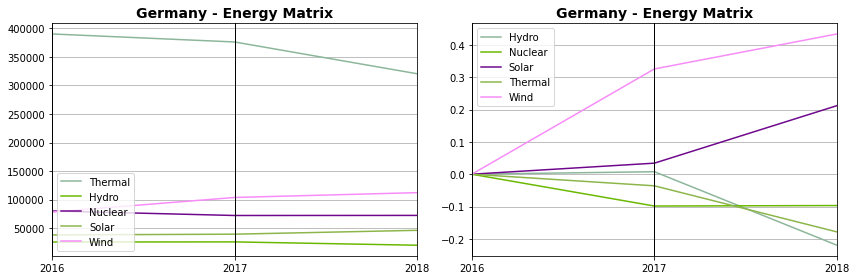 Germany - Energy Matrix
400000
350000
300000
250000
200000
150000
100000
50000
Thermal
Hydro
Nuclear
Solar
Wind
2016
2017
2018
Germany - Energy Matrix
0.4
0.3
0.2
0.1
0.0
−0.1
−0.2
Hydro
Nuclear
Solar
Thermal
Wind
2016
2017
2018